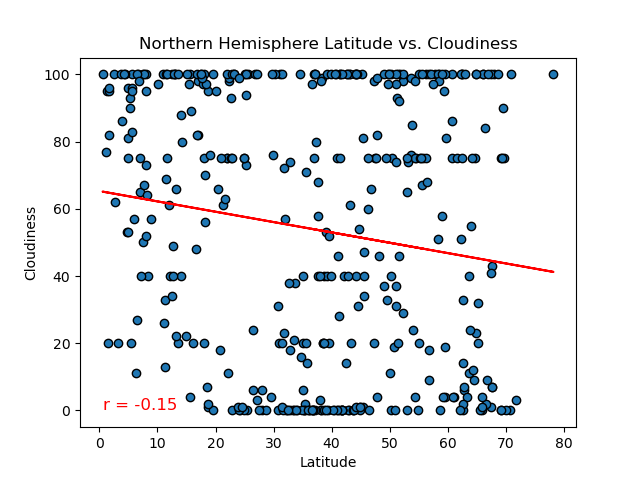 Northern Hemisphere Latitude vs. Cloudiness
100
80
60
40
20
0
Cloudiness
r = -0.15
0 10 20 30 40 50 60 70 80
Latitude